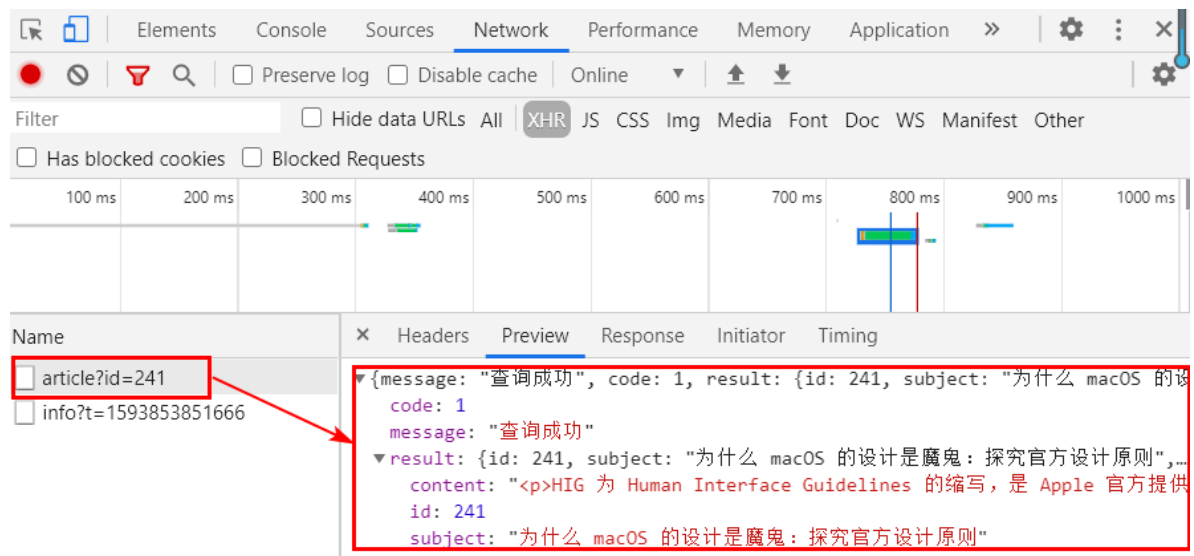 Elements Console Sources Network Performance Memory Application »
Preserve log Disable cache Online
Filter Hide data URLs All XHR JS CSS Img Media Font Doc WS Manifest Other
Has blocked cookies Blocked Requests
100 ms 200 ms 300 ms 400 ms 500 ms 600 ms 700 ms 800 ms 900 ms 1000 ms
Name × Headers Preview Response Initiator Timing
article?id=241
info?t=1593853851666
▼{message: "查询成功", code: 1, result: {id: 241, subject: "为什么 macOS 的设
code: 1
message: "查询成功"
▼result: {id: 241, subject: "为什么 macOS 的设计是魔鬼：探究官方设计原则",…
content: "<p>HIG 为 Human Interface Guidelines 的缩写，是 Apple 官方提供
id: 241
subject: "为什么 macOS 的设计是魔鬼：探究官方设计原则"